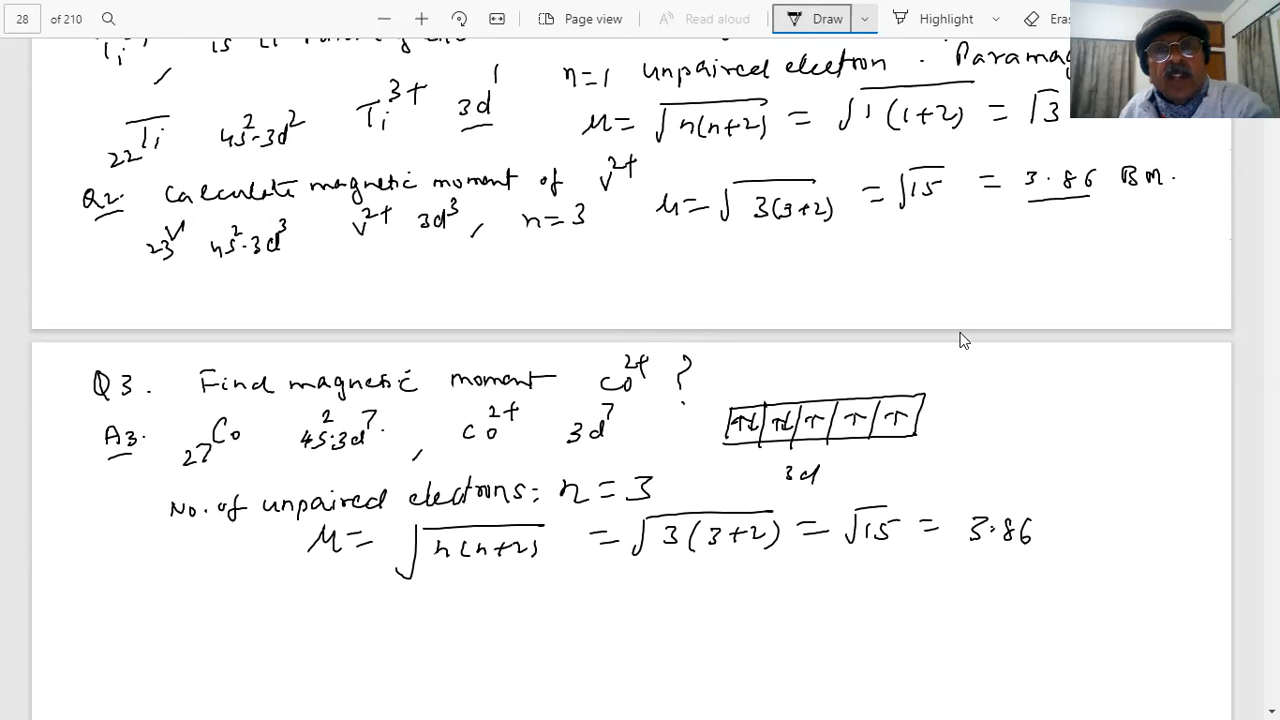 28 of 210 Page view Read aloud Draw Highlight Eras
Ti is
n=1 unpaired electron. Paramag
22Ti 4s²·3d² Ti³⁺ 3d¹
μ= √n(n+2) = √1(1+2) = √3
Q2. Calculate magnetic moment of V²⁺
μ= √3(3+2) = √15 = 3.86 BM.
23V 4s²·3d³ V²⁺ 3d³, n=3
Q3. Find magnetic moment Co²⁺ ?
A3. 27Co 4s²·3d⁷, Co²⁺ 3d⁷ ↑↓ ↑↓ ↑ ↑ ↑
3d
No. of unpaired electrons: n=3
μ= √n(n+2) = √3(3+2) = √15 = 3.86